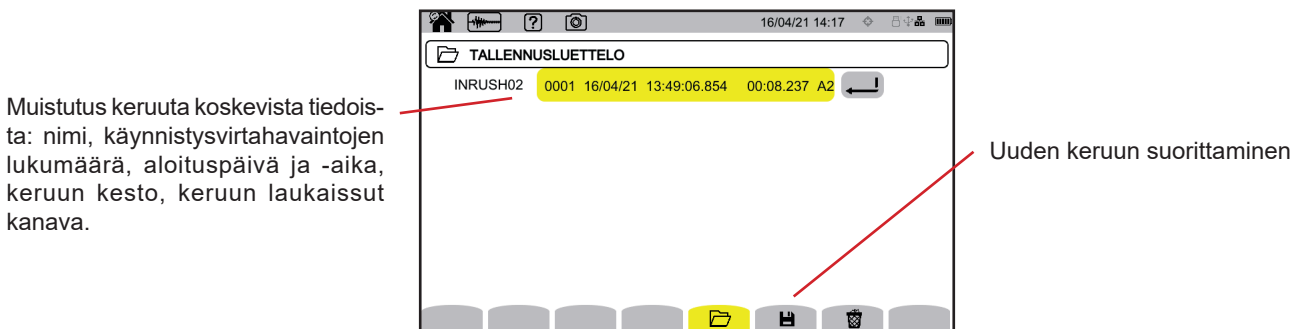 16/04/21 14:17
TALLENNUSLUETTELO
INRUSH02 0001 16/04/21 13:49:06.854 00:08.237 A2
Muistutus keruuta koskevista tiedois-
ta: nimi, käynnistysvirtahavaintojen
lukumäärä, aloituspäivä ja -aika,
keruun kesto, keruun laukaissut
kanava.
Uuden keruun suorittaminen